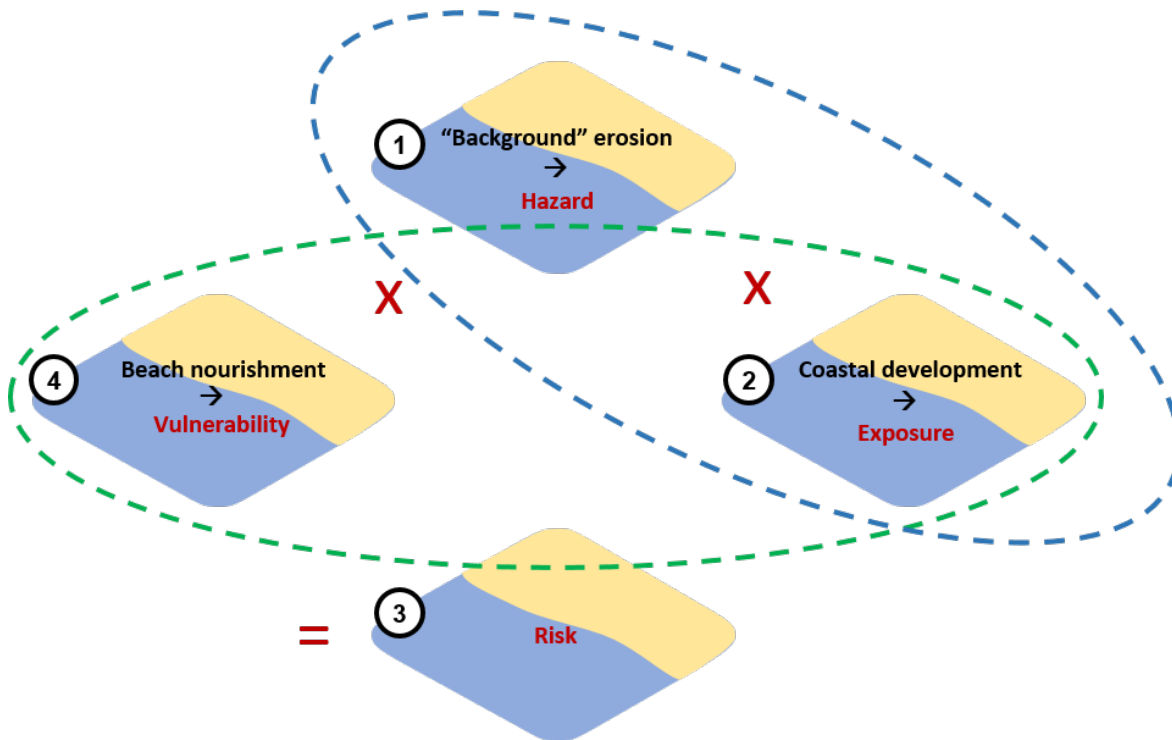 1
“Background” erosion
→
Hazard
X
X
4
Beach nourishment
→
Vulnerability
2
Coastal development
→
Exposure
=
3
Risk